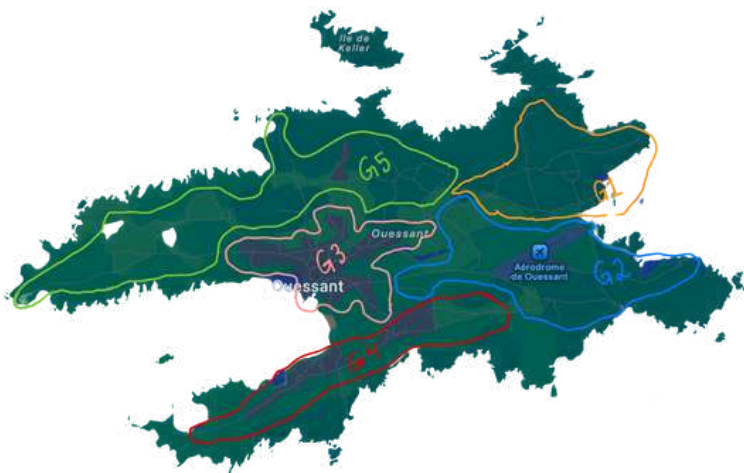 Ile de
Keller
G5
G1
Ouessant
G3
Aérodrome
de Ouessant
G2
Ouessant
G4